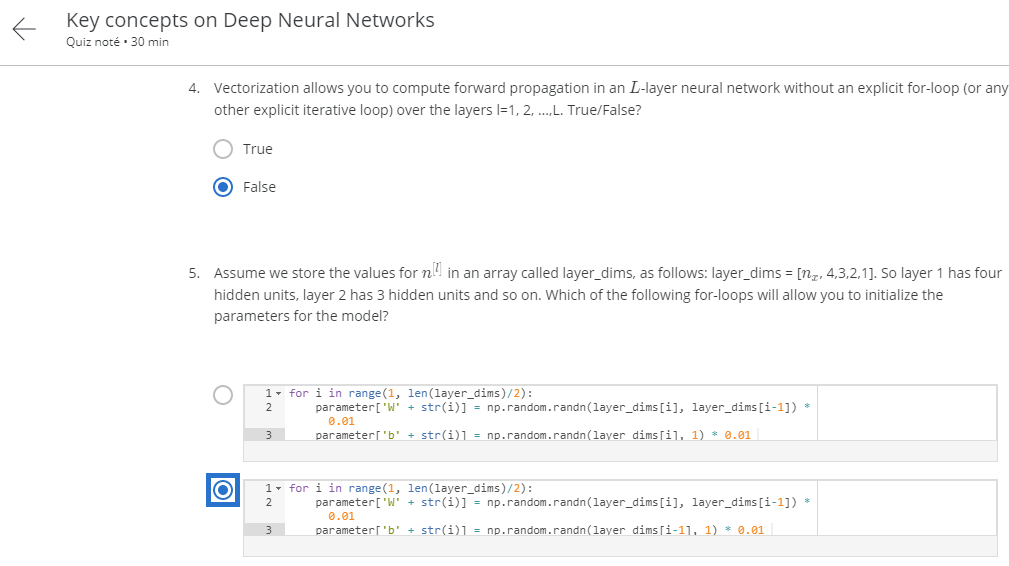 Key concepts on Deep Neural Networks
Quiz noté • 30 min
4. Vectorization allows you to compute forward propagation in an L-layer neural network without an explicit for-loop (or any
other explicit iterative loop) over the layers l=1, 2, …,L. True/False?
True
False
5. Assume we store the values for n^[l] in an array called layer_dims, as follows: layer_dims = [n_x, 4,3,2,1]. So layer 1 has four
hidden units, layer 2 has 3 hidden units and so on. Which of the following for-loops will allow you to initialize the
parameters for the model?
1 for i in range(1, len(layer_dims)/2):
2 parameter['W' + str(i)] = np.random.randn(layer_dims[i], layer_dims[i-1]) *
0.01
3 parameter['b' + str(i)] = np.random.randn(layer_dims[i], 1) * 0.01
1 for i in range(1, len(layer_dims)/2):
2 parameter['W' + str(i)] = np.random.randn(layer_dims[i], layer_dims[i-1]) *
0.01
3 parameter['b' + str(i)] = np.random.randn(layer_dims[i-1], 1) * 0.01